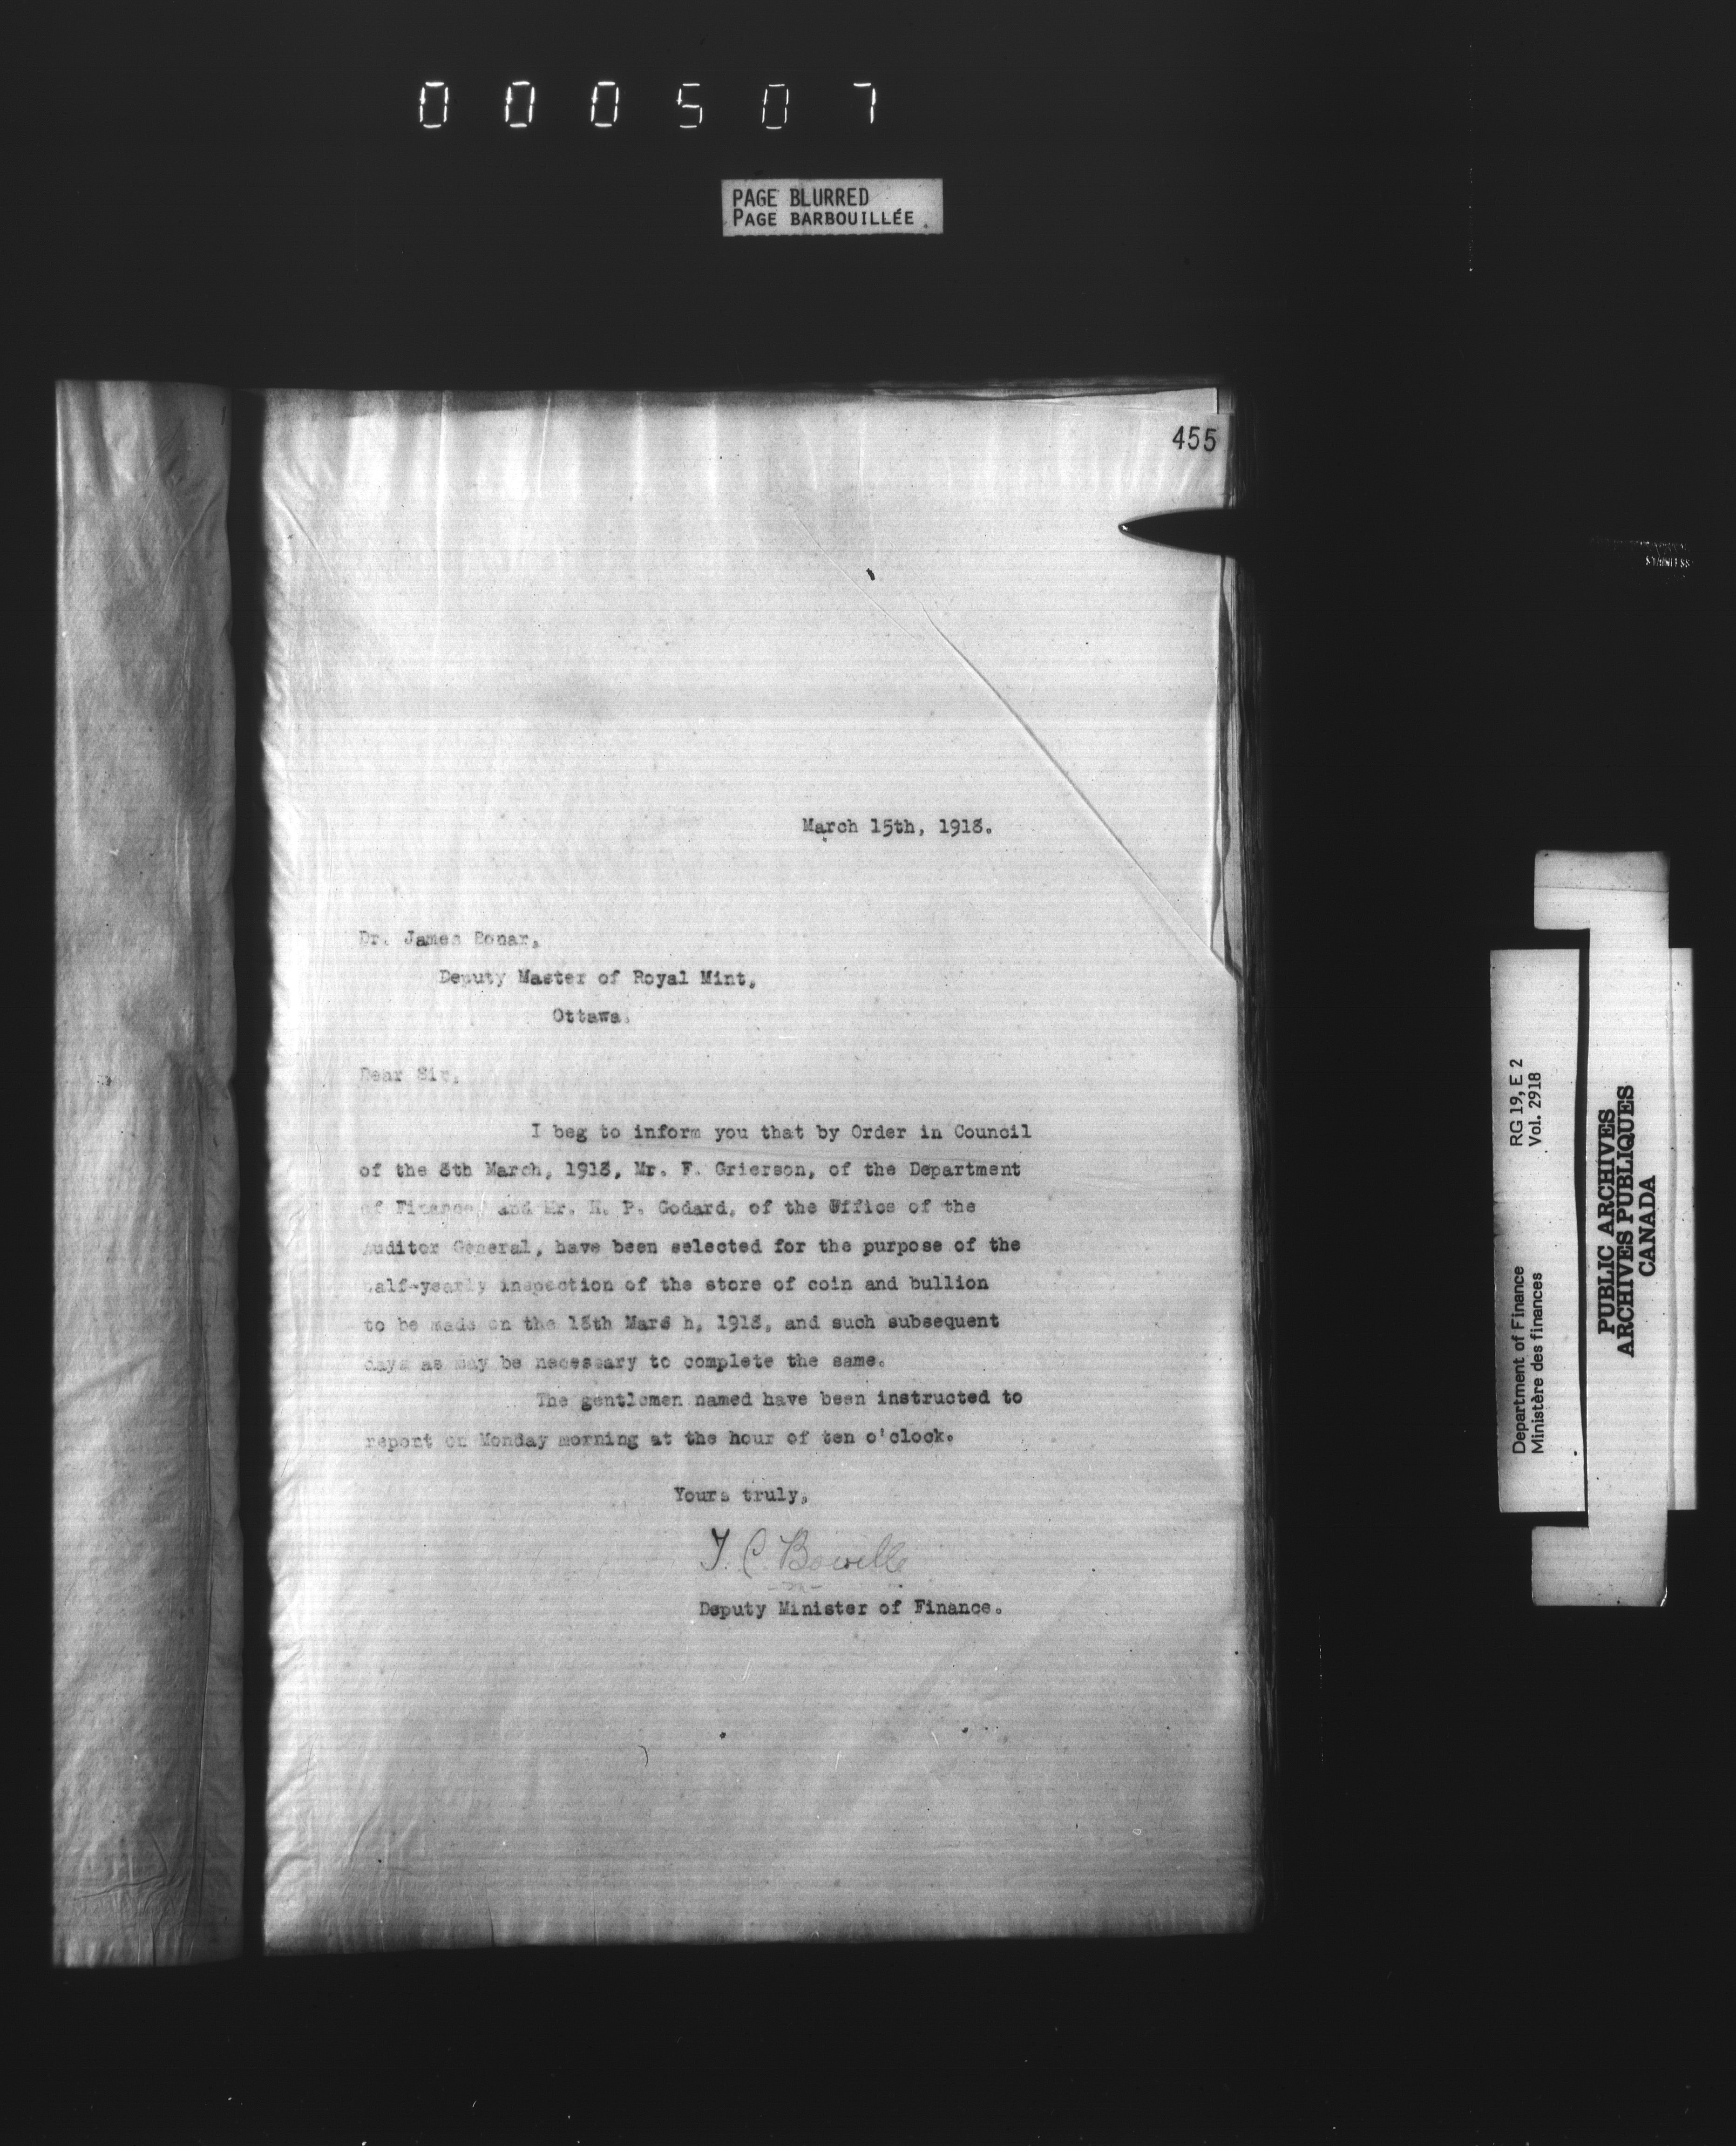 000507
PAGE BLURRED
PAGE BARBOUILLÉE
455
March 15th, 1918.
Dr. James Bonar,
Deputy Master of Royal Mint,
Ottawa.
Dear Sir,
I beg to inform you that by Order in Council
of the 8th March, 1918, Mr. F. Grierson, of the Department
of Finance, and Mr. H. P. Godard, of the Office of the
Auditor General, have been selected for the purpose of the
half-yearly inspection of the store of coin and bullion
to be made on the 18th Marc h, 1918, and such subsequent
days as may be necessary to complete the same.
The gentlemen named have been instructed to
report on Monday morning at the hour of ten o'clock.
Yours truly,
T. C. Boville
Deputy Minister of Finance.
STAINLESS
Department of Finance RG 19, E 2
Ministère des finances Vol. 2918
PUBLIC ARCHIVES
ARCHIVES PUBLIQUES
CANADA